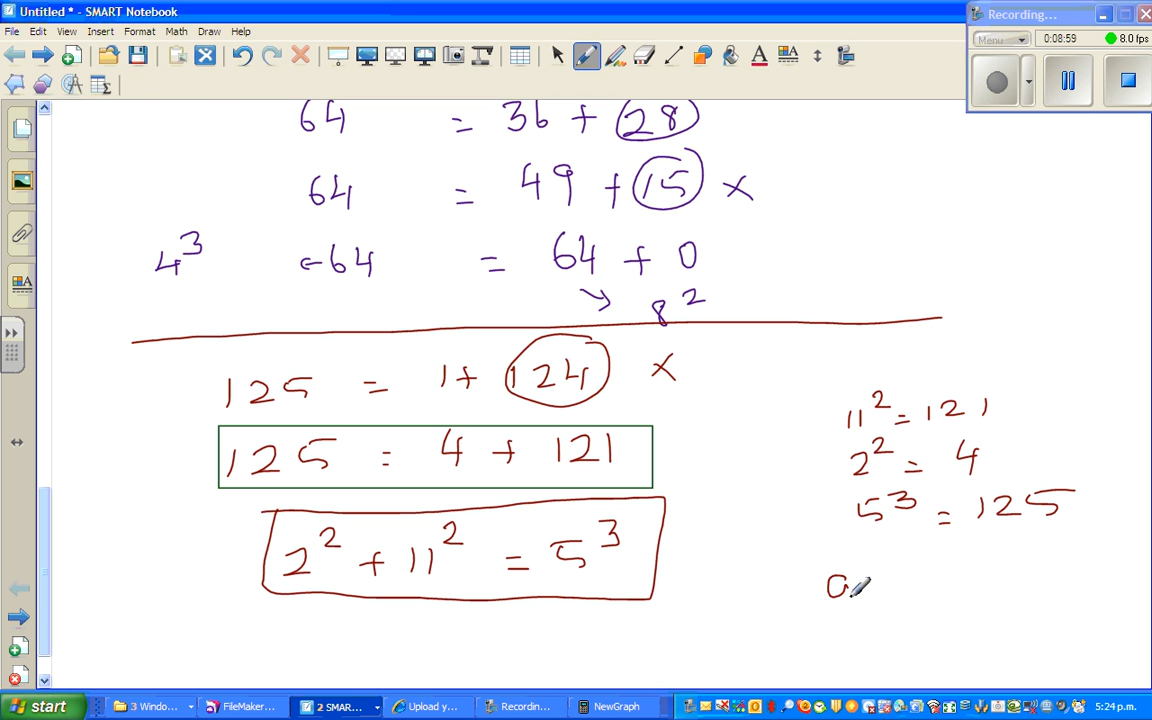 Untitled * - SMART Notebook
Recording...
File Edit View Insert Format Math Draw Help
Menu 0:08:59 8.0 fps
64 = 36 + 28
64 = 49 + 15 ×
4³ ←64 = 64 + 0
↘ 8²
125 = 1 + 124 ×
11² = 121
125 = 4 + 121
2² = 4
5³ = 125
2² + 11² = 5³
a
start 3 Windo... FileMaker... 2 SMAR... Upload y... Recordin... NewGraph 5:24 p.m.